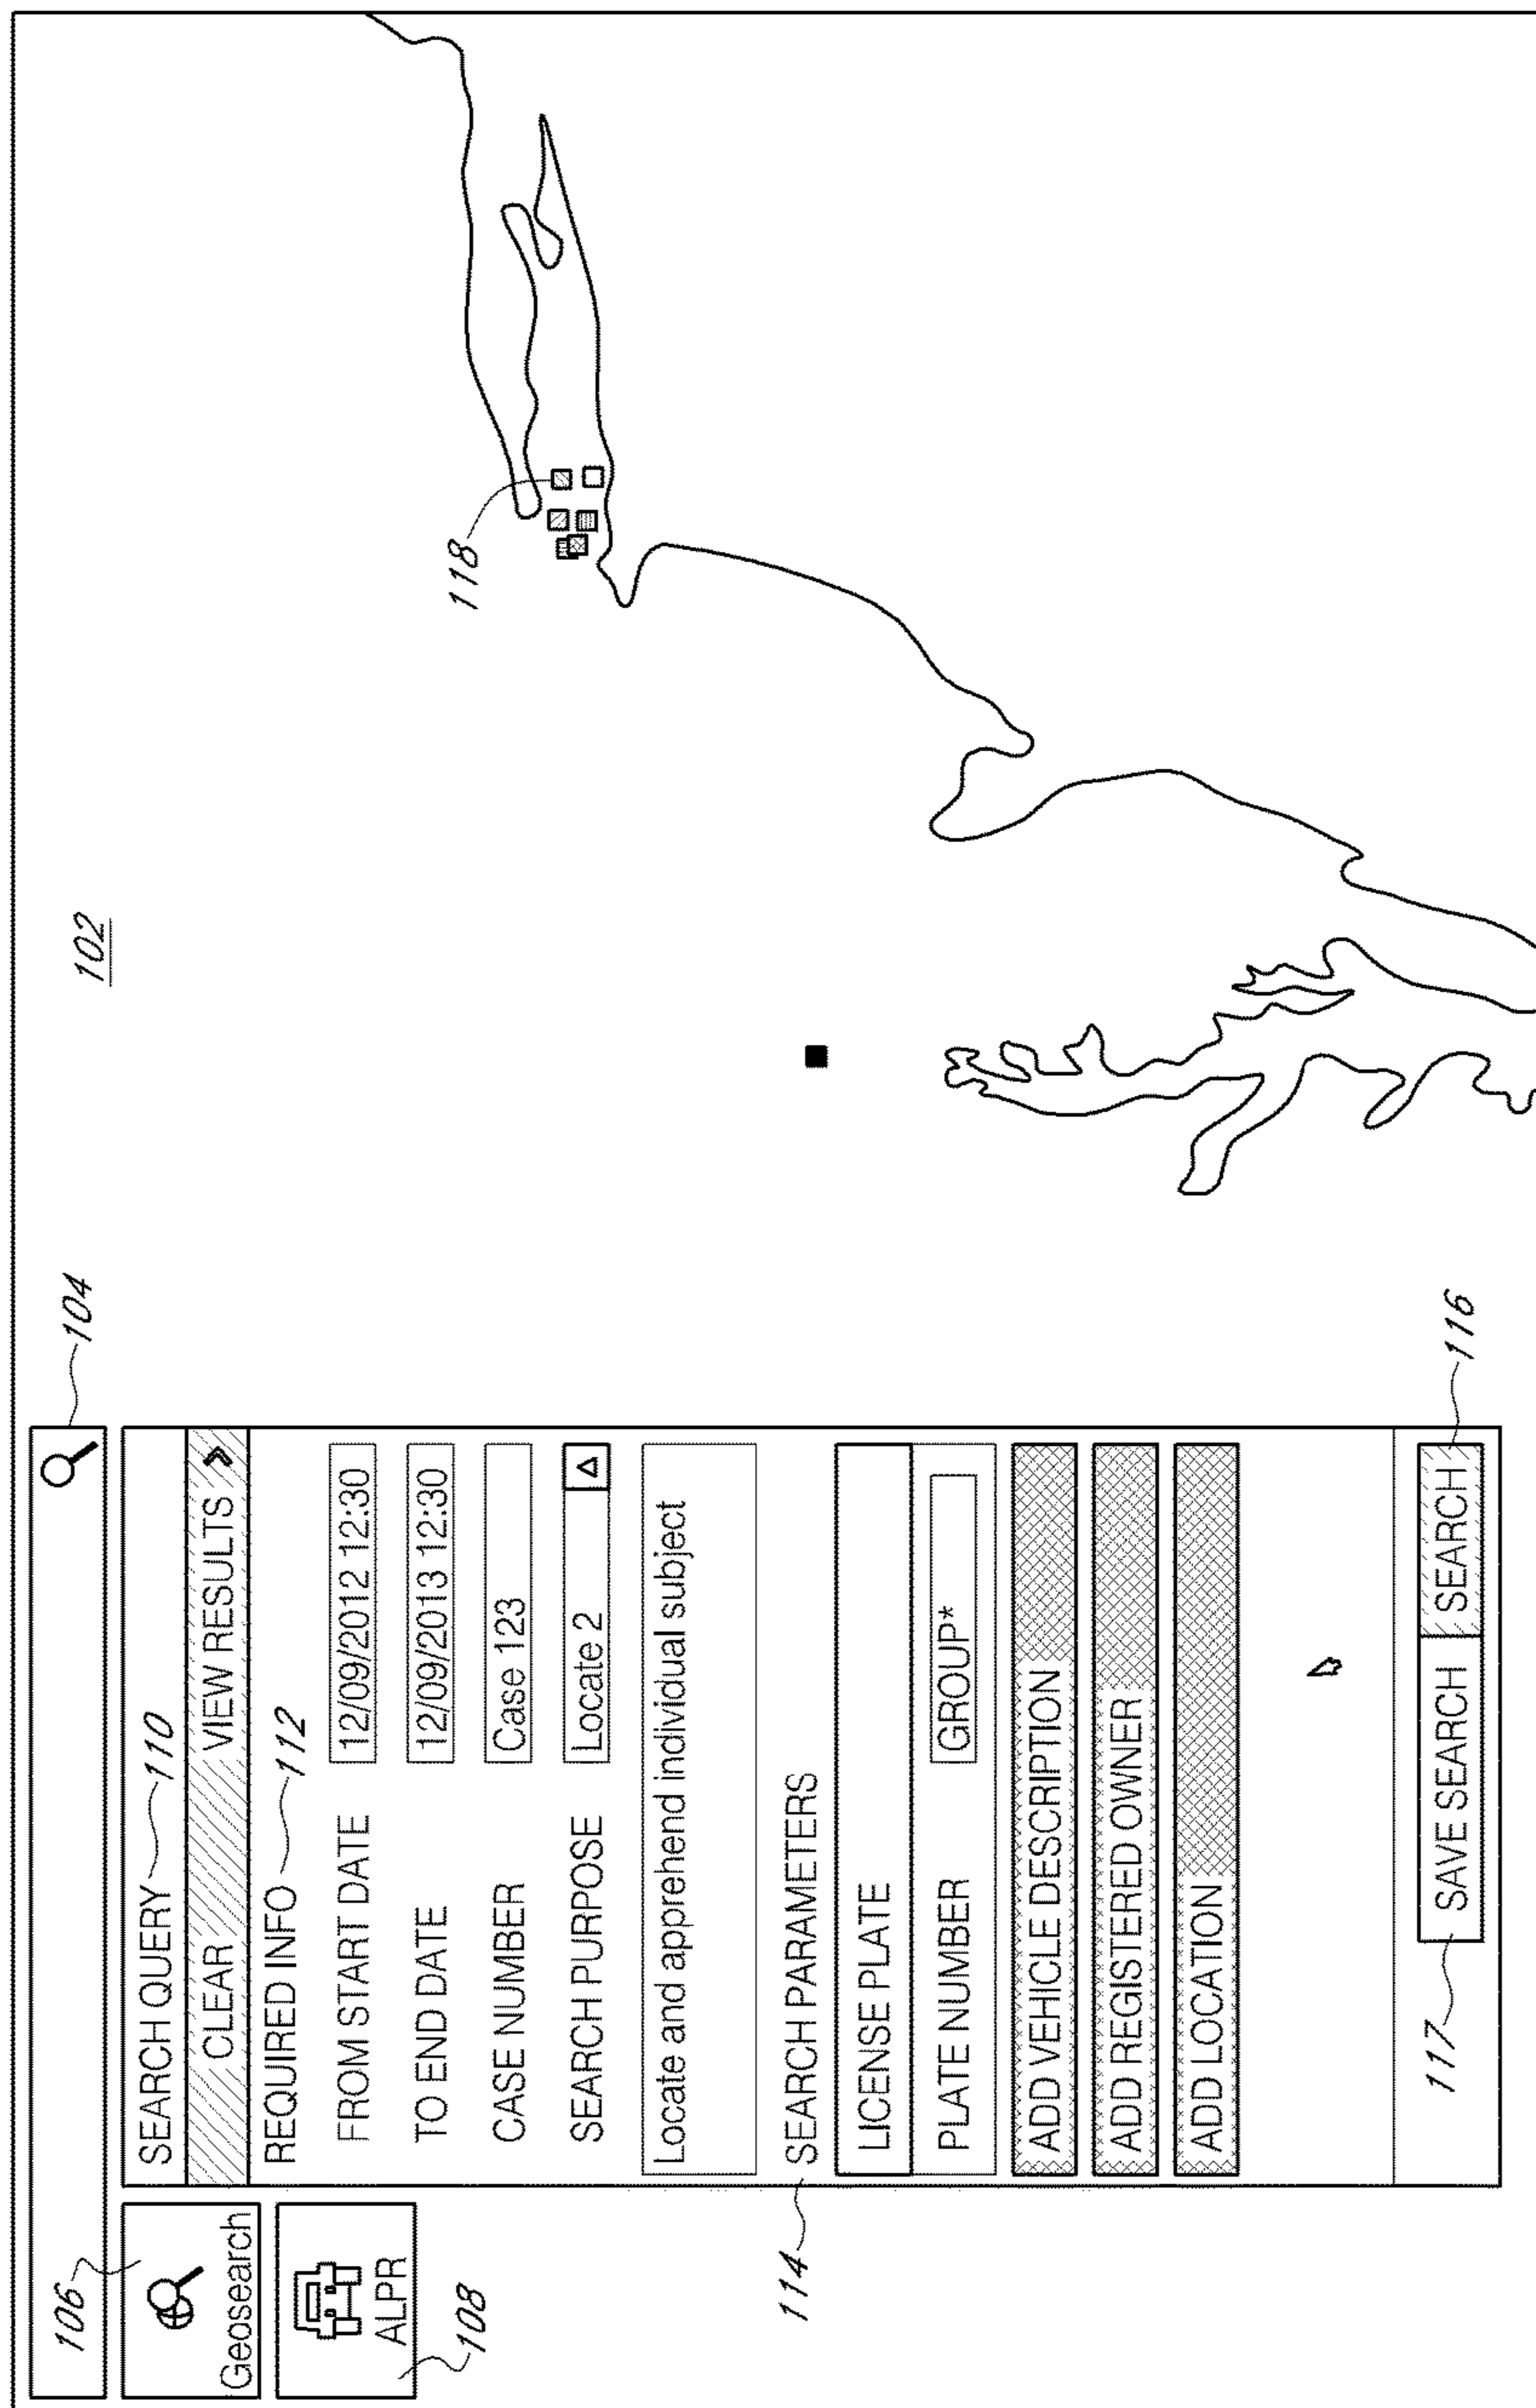 102
104
106
Geosearch
108
ALPR
SEARCH QUERY 110
CLEAR VIEW RESULTS
REQUIRED INFO 112
FROM START DATE 12/09/2012 12:30
TO END DATE 12/09/2013 12:30
CASE NUMBER Case 123
SEARCH PURPOSE Locate 2
Locate and apprehend individual subject
114
SEARCH PARAMETERS
LICENSE PLATE
PLATE NUMBER GROUP*
ADD VEHICLE DESCRIPTION
ADD REGISTERED OWNER
ADD LOCATION
117
SAVE SEARCH SEARCH
116
118